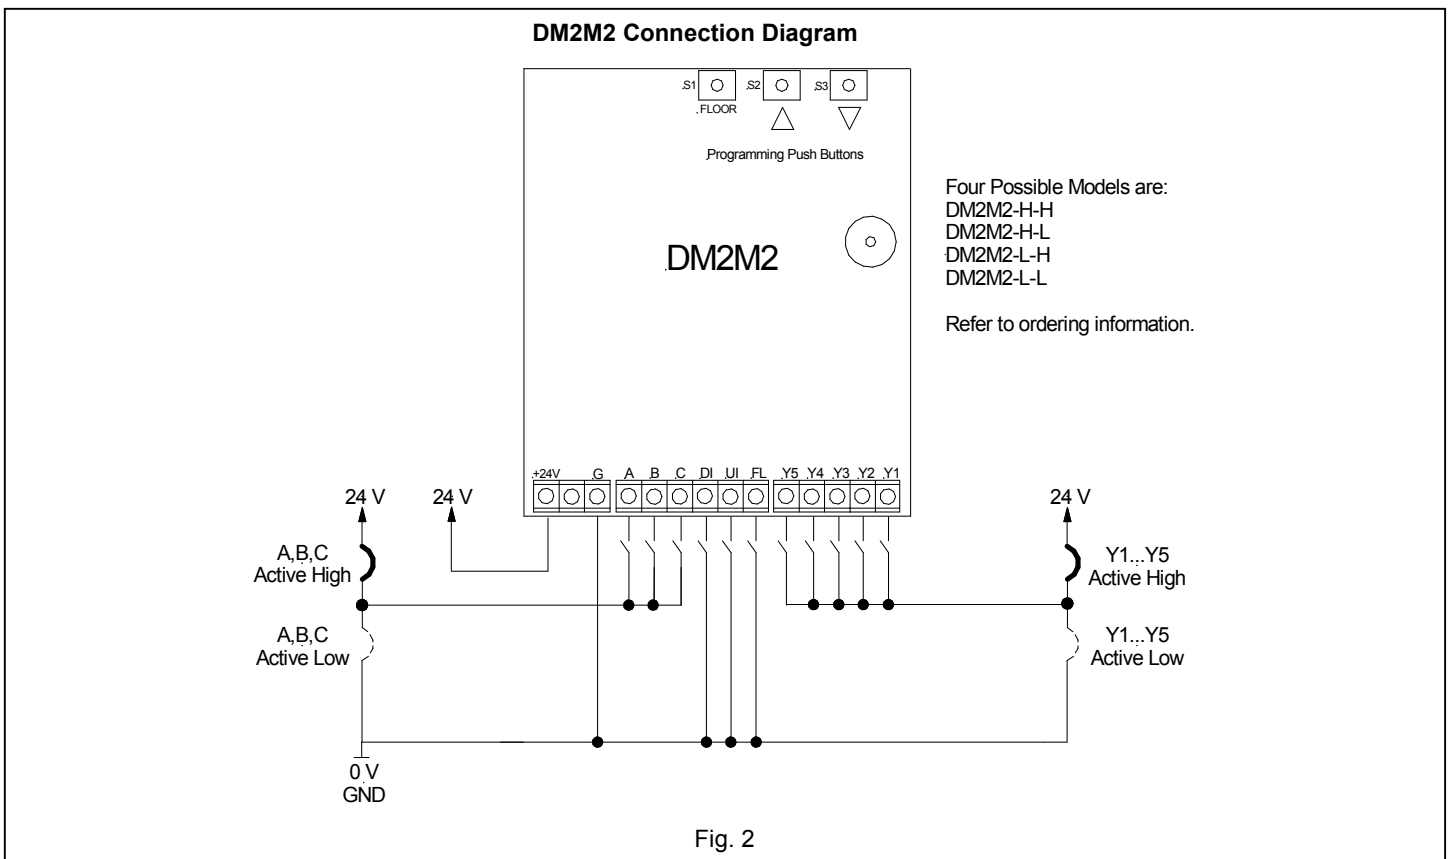 DM2M2 Connection Diagram
S1
S2
S3
FLOOR
Programming Push Buttons
Four Possible Models are:
DM2M2-H-H
DM2M2-H-L
DM2M2-L-H
DM2M2-L-L
Refer to ordering information.
DM2M2
+24V G A B C DI UI FL Y5 Y4 Y3 Y2 Y1
24 V
24 V
24 V
A,B,C
Active High
Y1...Y5
Active High
A,B,C
Active Low
Y1...Y5
Active Low
0 V
GND
Fig. 2